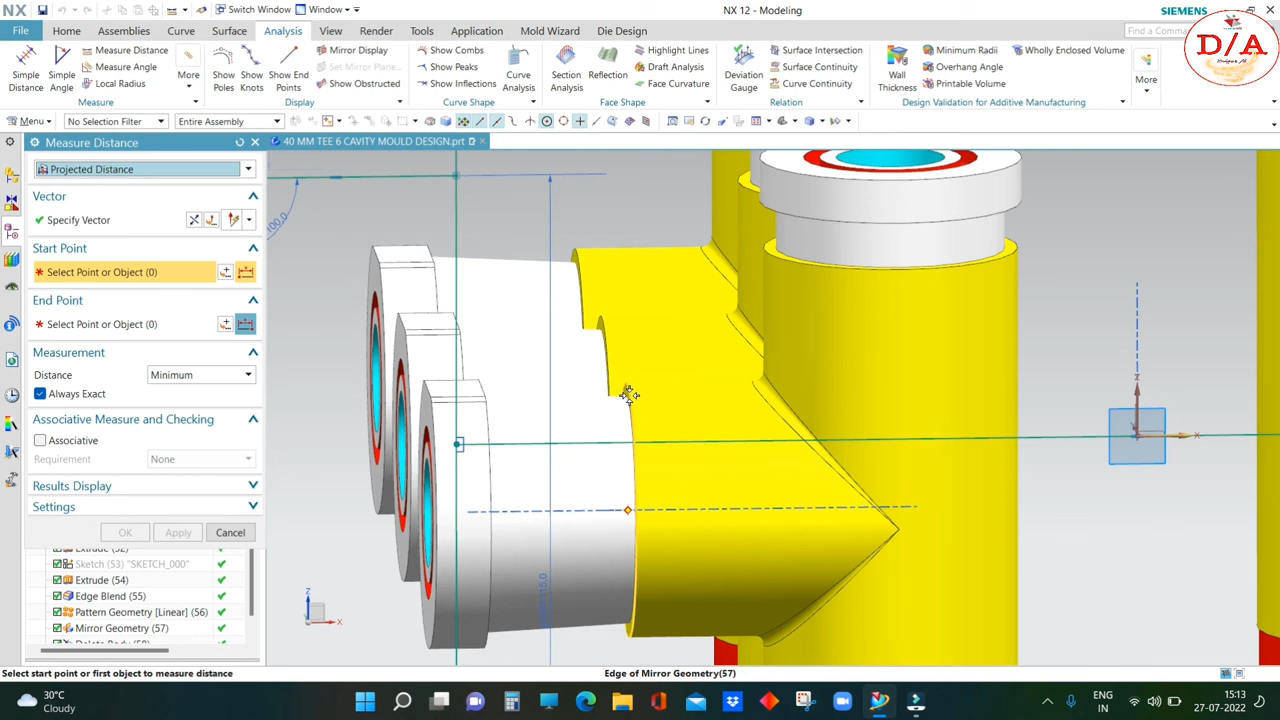 NX
Switch Window
Window
NX 12 - Modeling
SIEMENS
File
Home
Assemblies
Curve
Surface
Analysis
View
Render
Tools
Application
Mold Wizard
Die Design
Find a Comma
D/A
Simple Distance
Simple Angle
Measure Distance
Measure Angle
Local Radius
More
Measure
Show Poles
Show Knots
Show End Points
Mirror Display
Set Mirror Plane...
Show Obstructed
Display
Show Combs
Show Peaks
Show Inflections
Curve Analysis
Curve Shape
Section Analysis
Reflection
Highlight Lines
Draft Analysis
Face Curvature
Face Shape
Deviation Gauge
Surface Intersection
Surface Continuity
Curve Continuity
Relation
Wall Thickness
Minimum Radii
Overhang Angle
Printable Volume
Wholly Enclosed Volume
Design Validation for Additive Manufacturing
More
Menu
No Selection Filter
Entire Assembly
Measure Distance
40 MM TEE 6 CAVITY MOULD DESIGN.prt
Projected Distance
Vector
Specify Vector
Start Point
* Select Point or Object (0)
End Point
* Select Point or Object (0)
Measurement
Distance
Minimum
Always Exact
Associative Measure and Checking
Associative
Requirement
None
Results Display
Settings
OK
Apply
Cancel
Sketch (53) "SKETCH_000"
Extrude (54)
Edge Blend (55)
Pattern Geometry [Linear] (56)
Mirror Geometry (57)
100,0
Z
X
X
Select start point or first object to measure distance
Edge of Mirror Geometry(57)
30°C
Cloudy
ENG
IN
15:13
27-07-2022